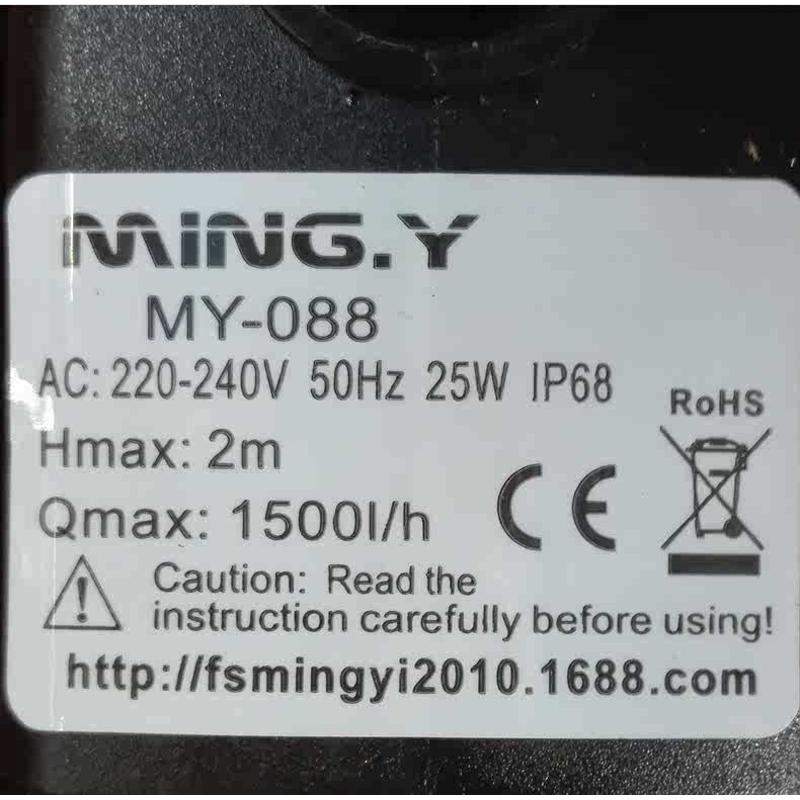 MING.Y
MY-088
AC: 220-240V 50Hz 25W IP68
RoHS
Hmax: 2m
Qmax: 1500l/h
CE
Caution: Read the
instruction carefully before using!
http://fsmingyi2010.1688.com